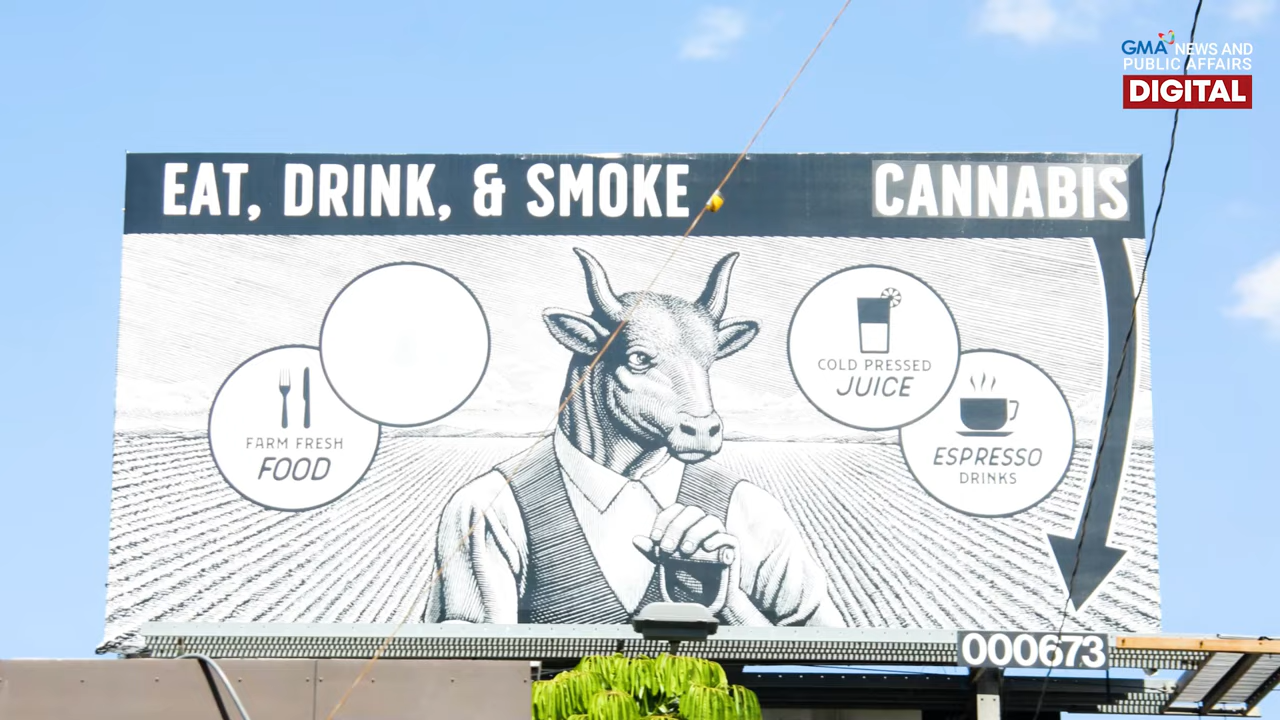 GMA NEWS AND
PUBLIC AFFAIRS
DIGITAL
EAT, DRINK, & SMOKE CANNABIS
FARM FRESH
FOOD
COLD PRESSED
JUICE
ESPRESSO
DRINKS
000673